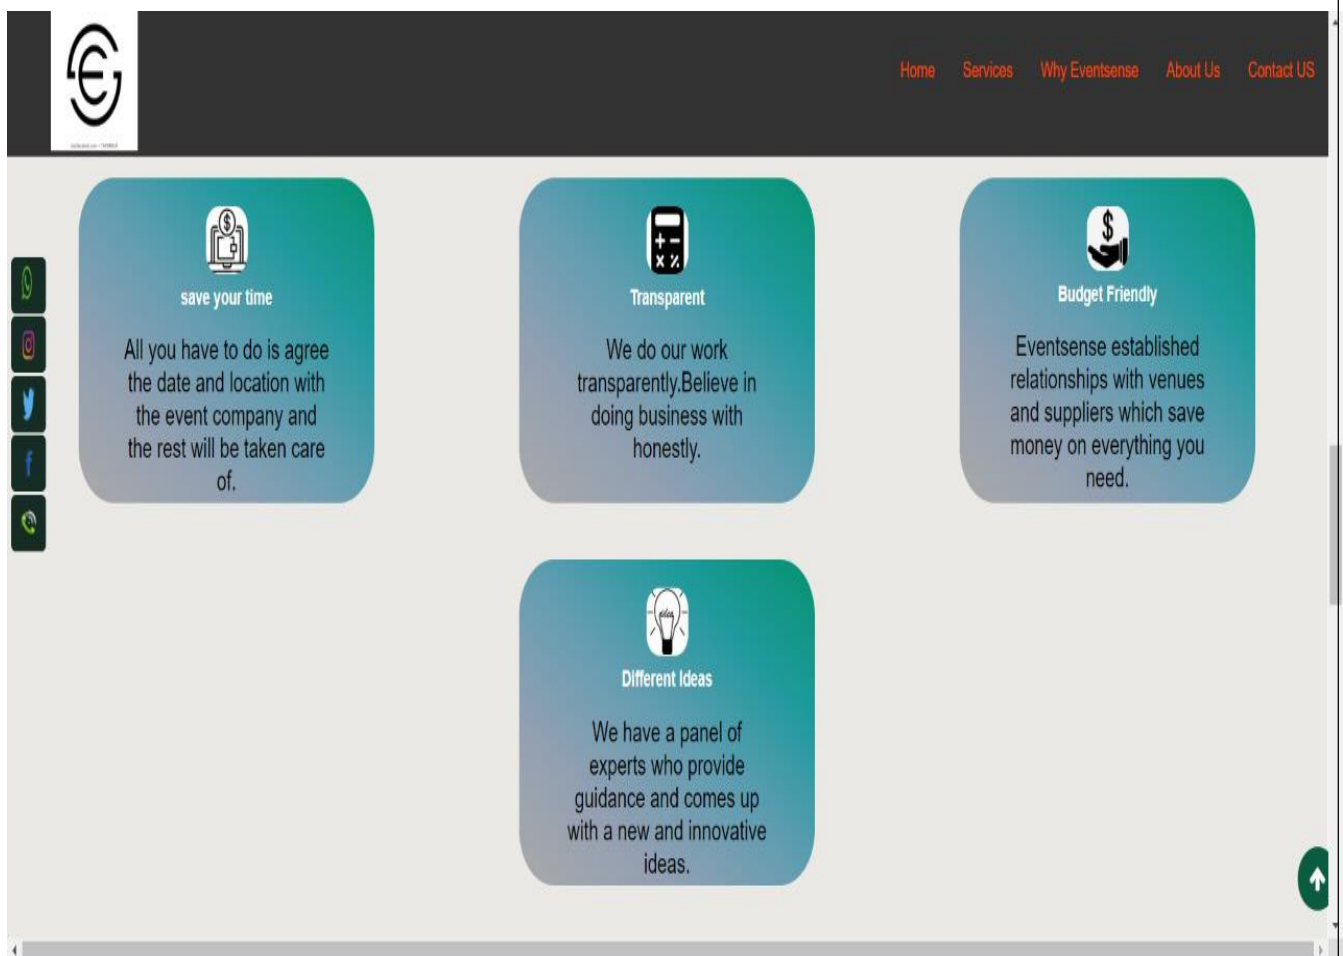 Home Services Why Eventsense About Us Contact US
save your time
All you have to do is agree
the date and location with
the event company and
the rest will be taken care
of.
Transparent
We do our work
transparently.Believe in
doing business with
honestly.
Budget Friendly
Eventsense established
relationships with venues
and suppliers which save
money on everything you
need.
idea
Different Ideas
We have a panel of
experts who provide
guidance and comes up
with a new and innovative
ideas.